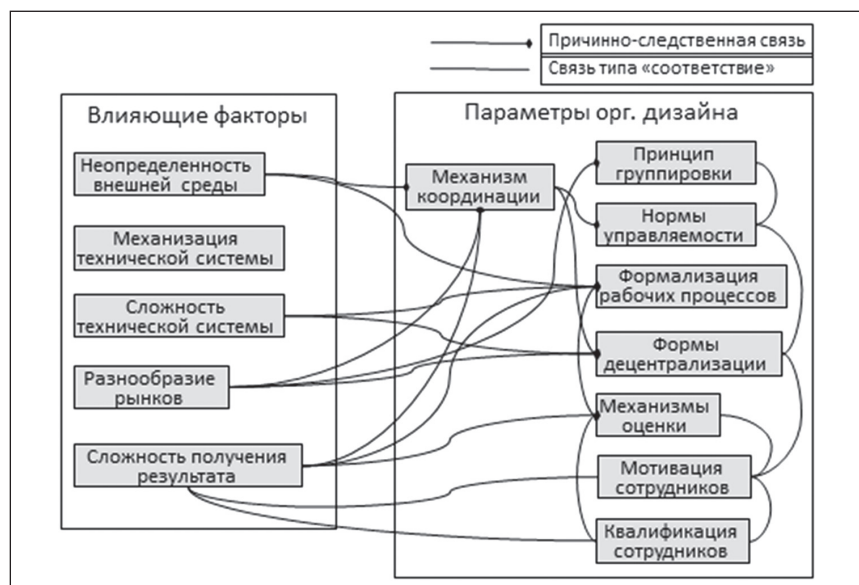 Причинно-следственная связь
Связь типа «соответствие»
Влияющие факторы
Неопределенность
внешней среды
Механизация
технической системы
Сложность
технической системы
Разнообразие
рынков
Сложность получения
результата
Параметры орг. дизайна
Механизм
координации
Принцип
группировки
Нормы
управляемости
Формализация
рабочих процессов
Формы
децентрализации
Механизмы
оценки
Мотивация
сотрудников
Квалификация
сотрудников